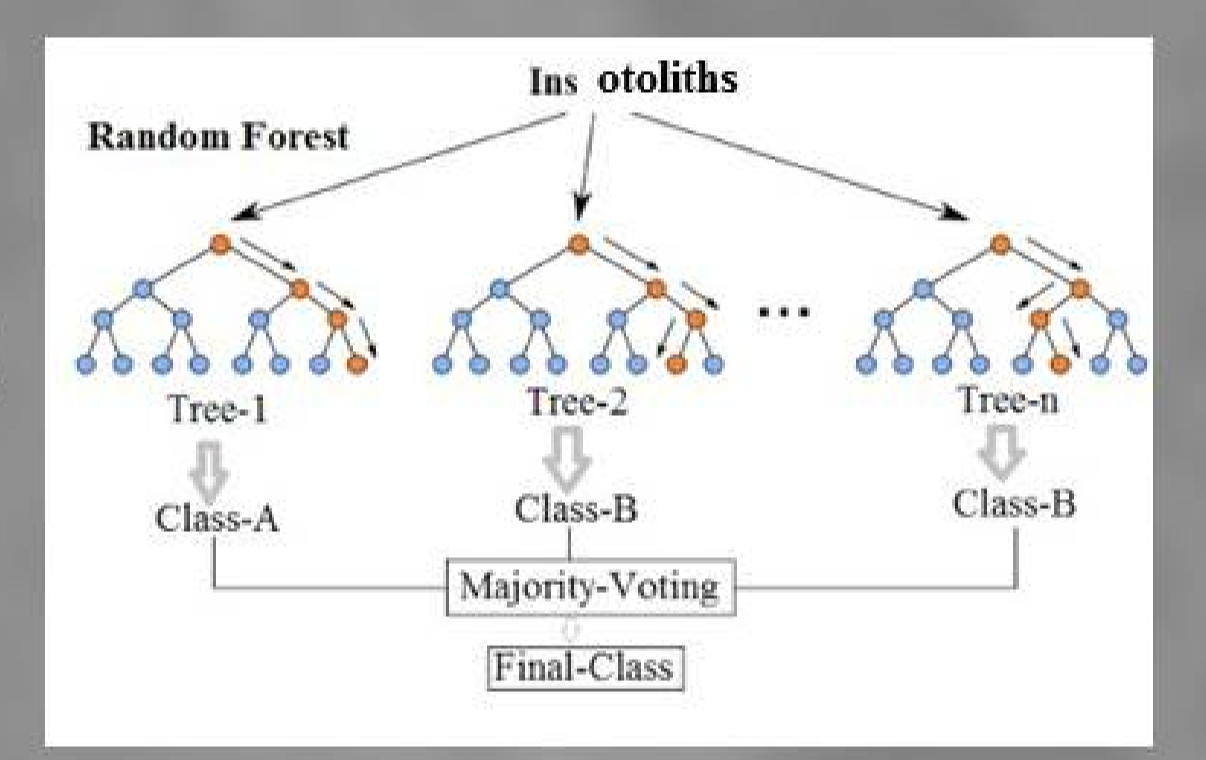 Ins otoliths
Random Forest
...
Tree-1
Tree-2
Tree-n
Class-A
Class-B
Class-B
Majority-Voting
Final-Class